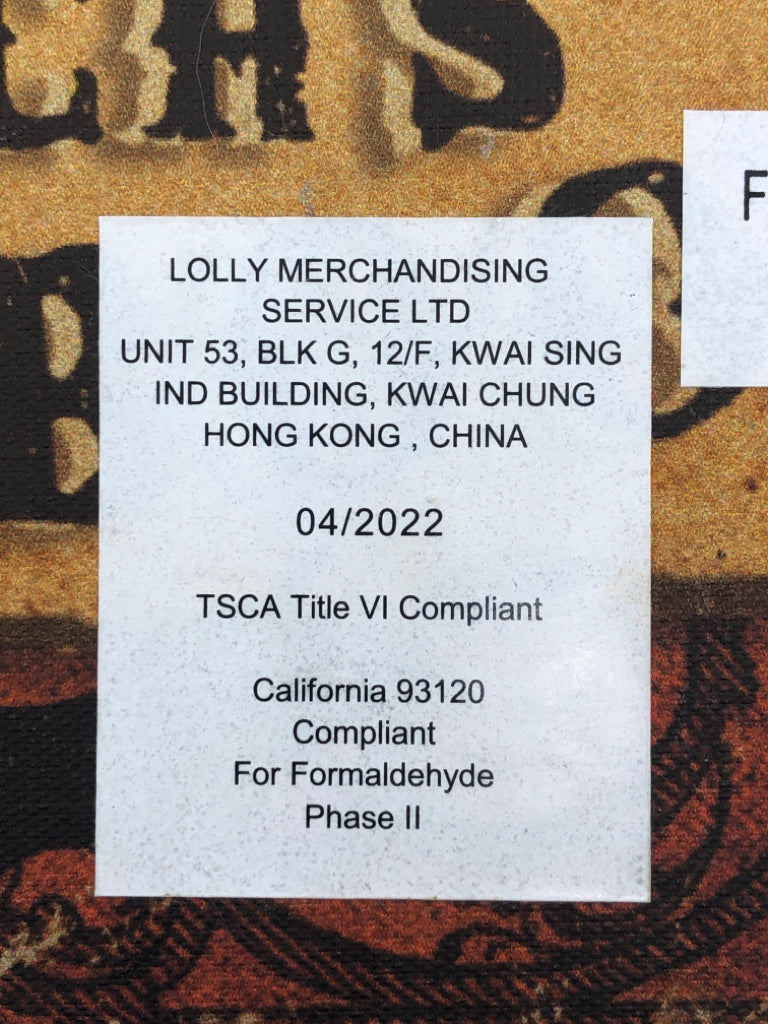 LOLLY MERCHANDISING
SERVICE LTD
UNIT 53, BLK G, 12/F, KWAI SING
IND BUILDING, KWAI CHUNG
HONG KONG , CHINA
04/2022
TSCA Title VI Compliant
California 93120
Compliant
For Formaldehyde
Phase II